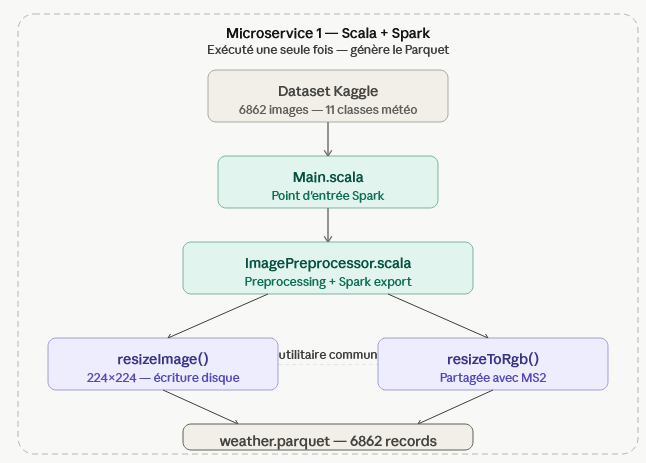 Microservice 1 — Scala + Spark
Exécuté une seule fois — génère le Parquet
Dataset Kaggle
6862 images — 11 classes météo
Main.scala
Point d'entrée Spark
ImagePreprocessor.scala
Preprocessing + Spark export
resizeImage()
224×224 — écriture disque
utilitaire commun
resizeToRgb()
Partagée avec MS2
weather.parquet — 6862 records